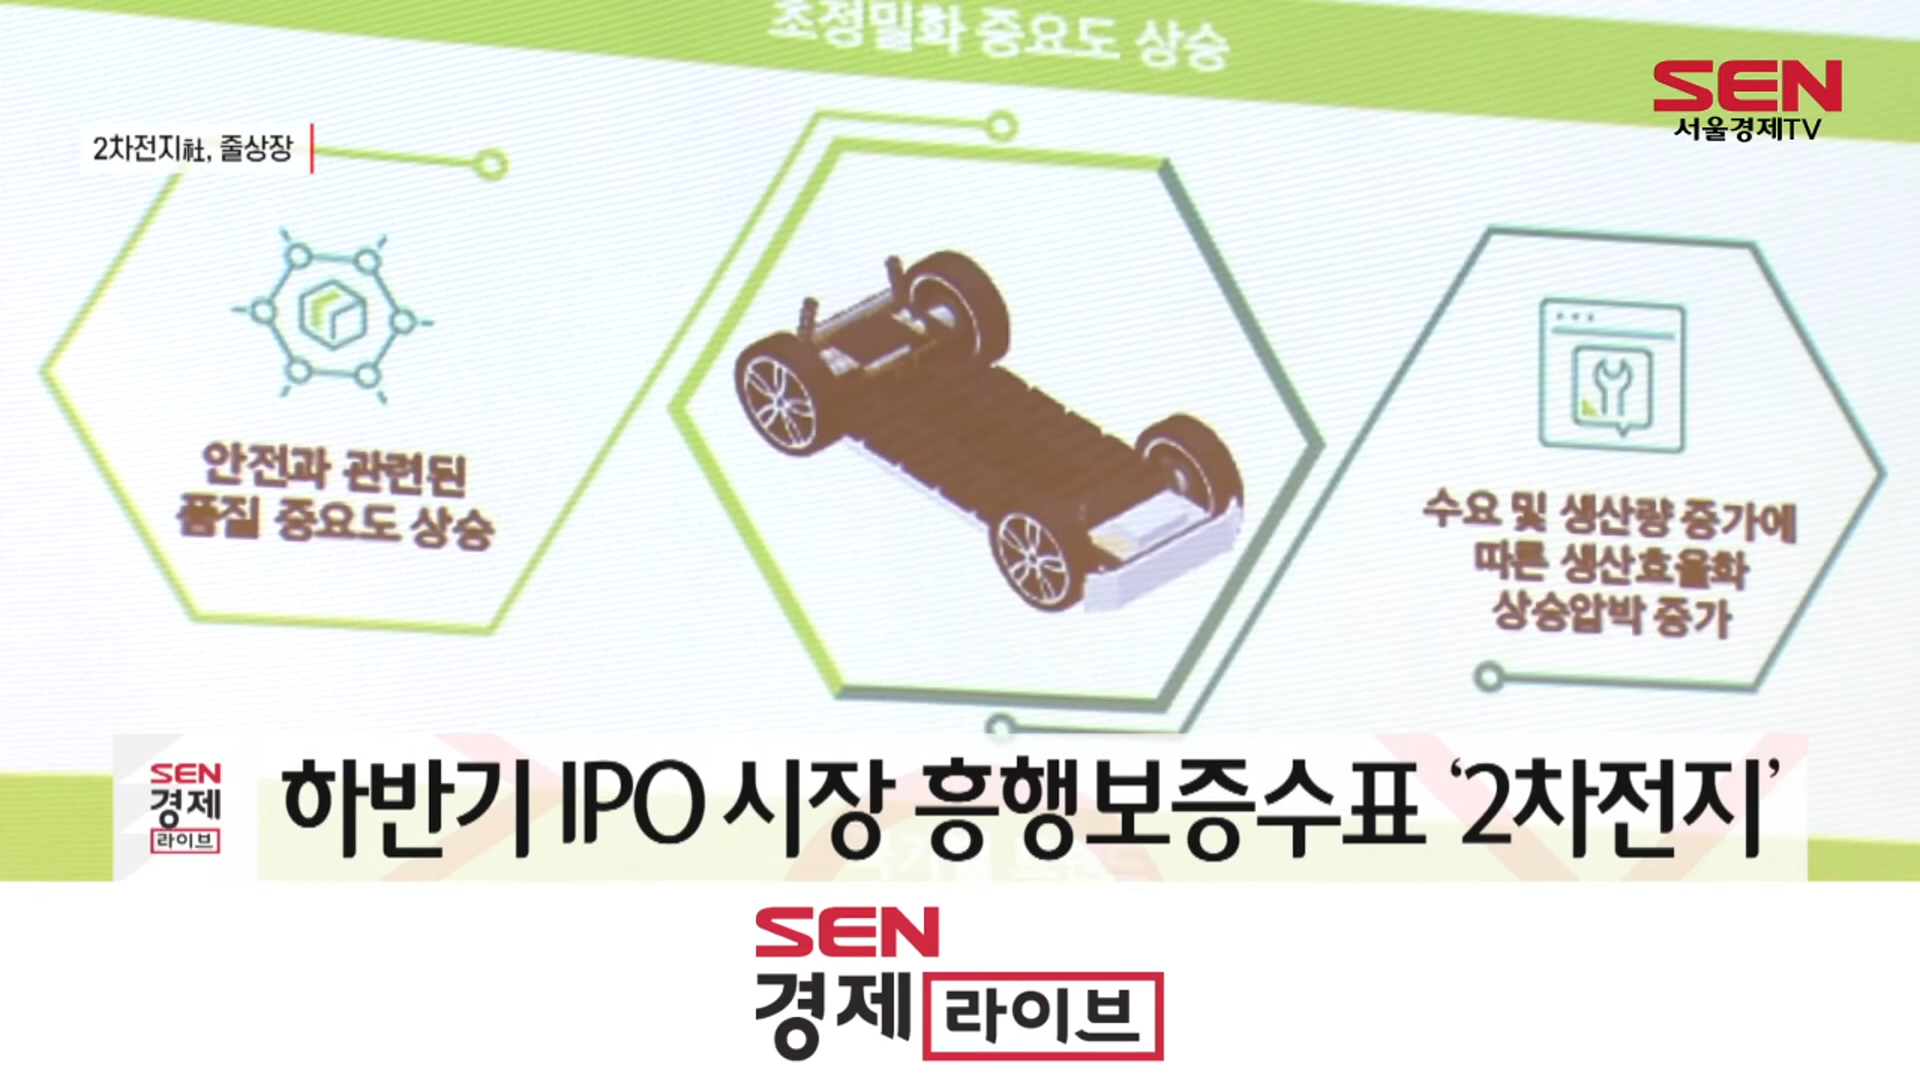 초정밀화 중요도 상승
SEN
서울경제TV
2차전지社, 줄상장
안전과 관련된
품질 중요도 상승
수요 및 생산량 증가에
따른 생산효율화
상승압박 증가
SEN
경제
라이브
하반기 IPO 시장 흥행보증수표 ‘2차전지’
SEN
경제 라이브